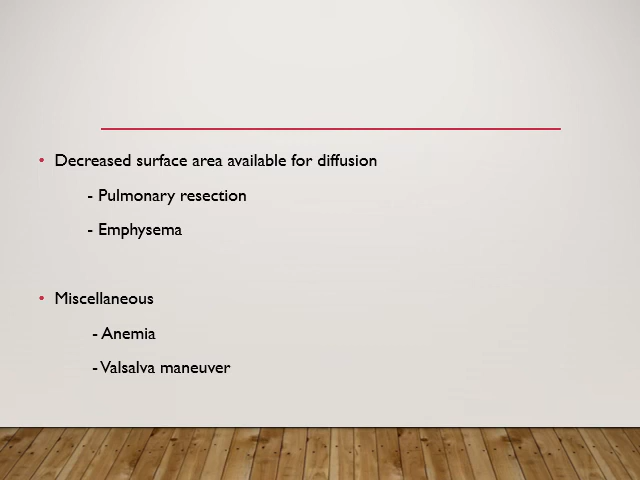 • Decreased surface area available for diffusion
- Pulmonary resection
- Emphysema
• Miscellaneous
- Anemia
- Valsalva maneuver